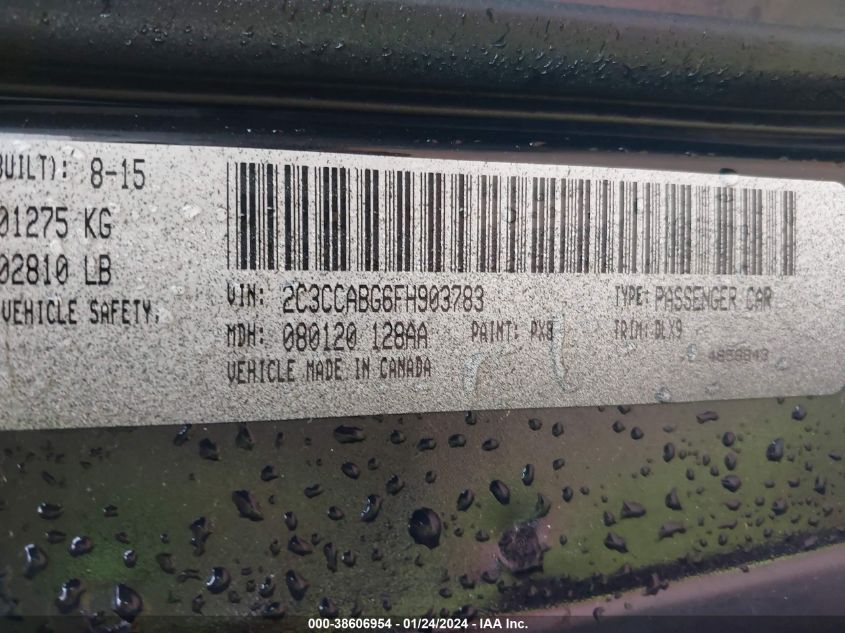 BUILT): 8-15
01275 KG
02810 LB
VEHICLE SAFETY,
VIN: 2C3CCABG6FH903783 TYPE: PASSENGER CAR
MDH: 080120 128AA PAINT: PX8 TRIM: DLX9
VEHICLE MADE IN CANADA
000-38606954 | 01/24/2024 - IAA Inc.